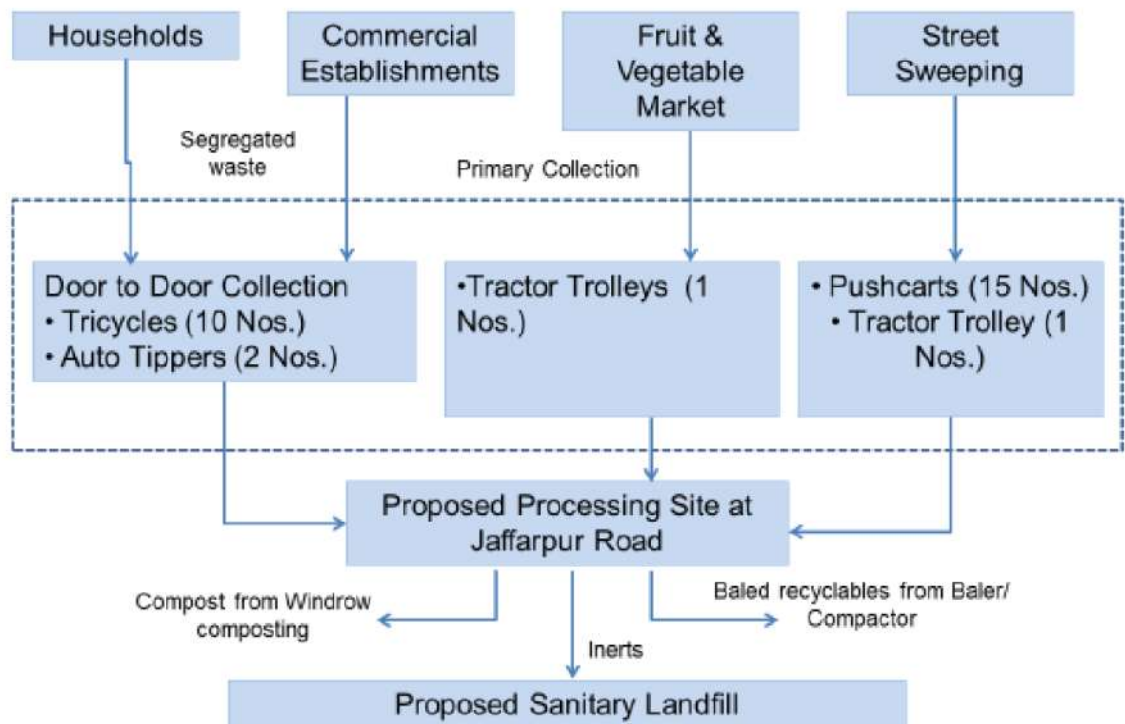 Households
Commercial
Establishments
Fruit &
Vegetable
Market
Street
Sweeping
Segregated
waste
Primary Collection
Door to Door Collection
• Tricycles (10 Nos.)
• Auto Tippers (2 Nos.)
•Tractor Trolleys (1
Nos.)
• Pushcarts (15 Nos.)
• Tractor Trolley (1
Nos.)
Proposed Processing Site at
Jaffarpur Road
Compost from Windrow
composting
Baled recyclables from Baler/
Compactor
Inerts
Proposed Sanitary Landfill